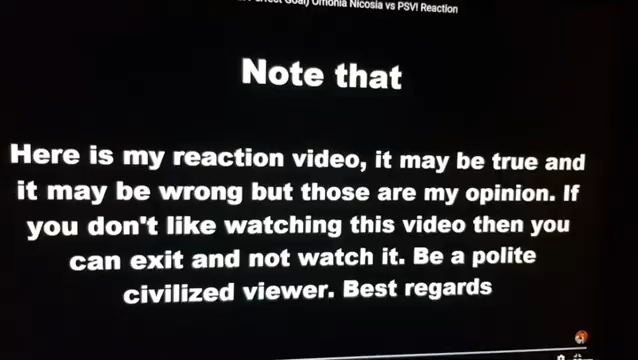 Goal) Omonia Nicosia vs PSV! Reaction
Note that
Here is my reaction video, it may be true and
it may be wrong but those are my opinion. If
you don't like watching this video then you
can exit and not watch it. Be a polite
civilized viewer. Best regards